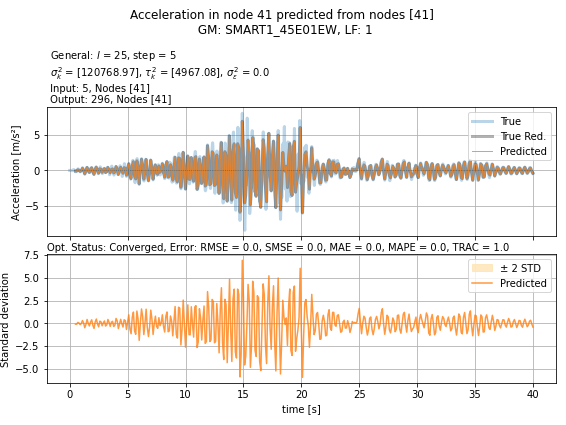 Acceleration in node 41 predicted from nodes [41]
GM: SMART1_45E01EW, LF: 1
General: l = 25, step = 5
σ²ₖ = [120768.97], τ²ₖ = [4967.08], σ²ε = 0.0
Input: 5, Nodes [41]
Output: 296, Nodes [41]
Acceleration [m/s²]
5
0
−5
True
True Red.
Predicted
Opt. Status: Converged, Error: RMSE = 0.0, SMSE = 0.0, MAE = 0.0, MAPE = 0.0, TRAC = 1.0
Standard deviation
7.5
5.0
2.5
0.0
−2.5
−5.0
± 2 STD
Predicted
0 5 10 15 20 25 30 35 40
time [s]